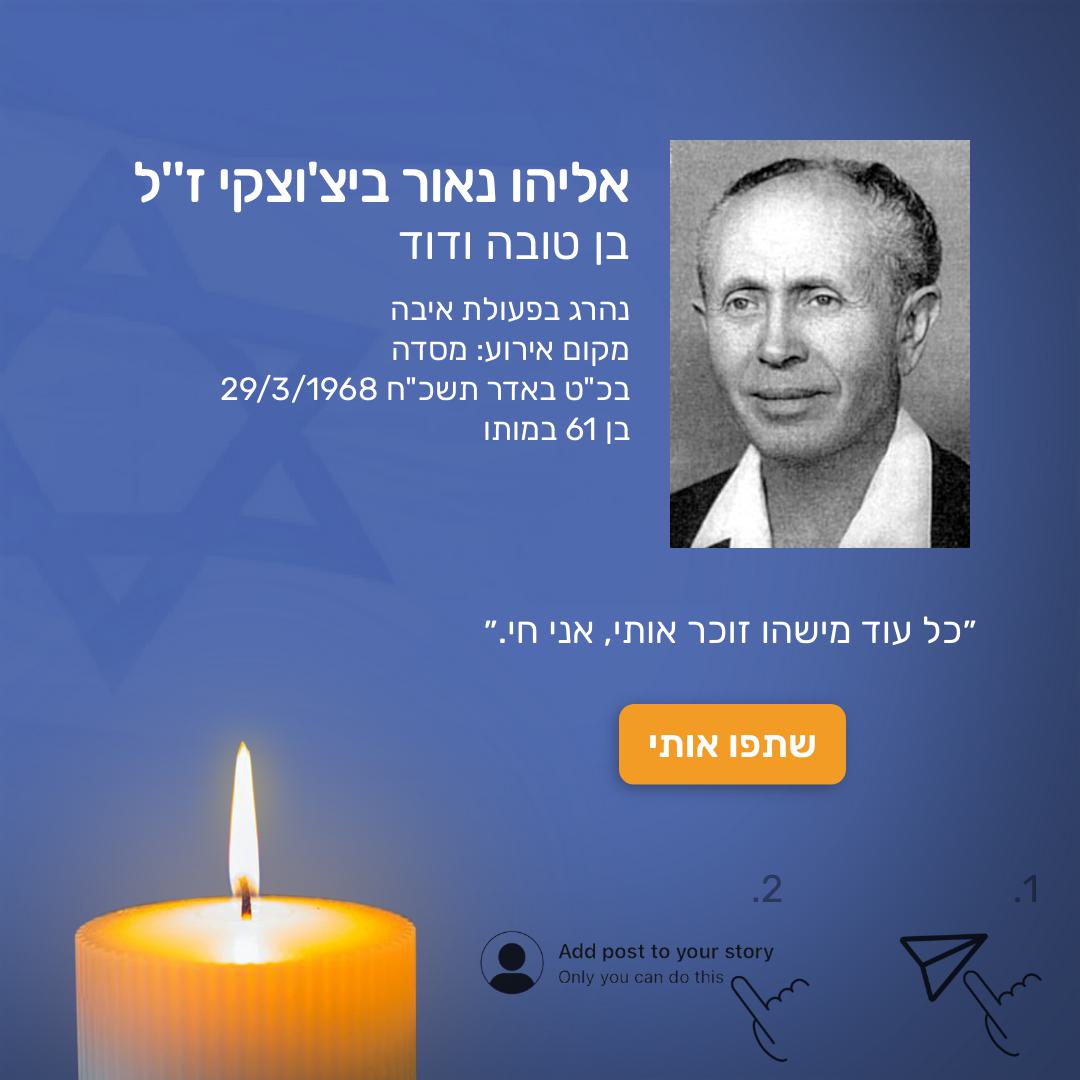 אליהו נאור ביצ'וצקי ז''ל
בן טובה ודוד
נהרג בפעולת איבה
מקום אירוע: מסדה
בכ"ט באדר תשכ"ח 29/3/1968
בן 61 במותו
״כל עוד מישהו זוכר אותי, אני חי.״
שתפו אותי
1.
2.
Add post to your story
Only you can do this